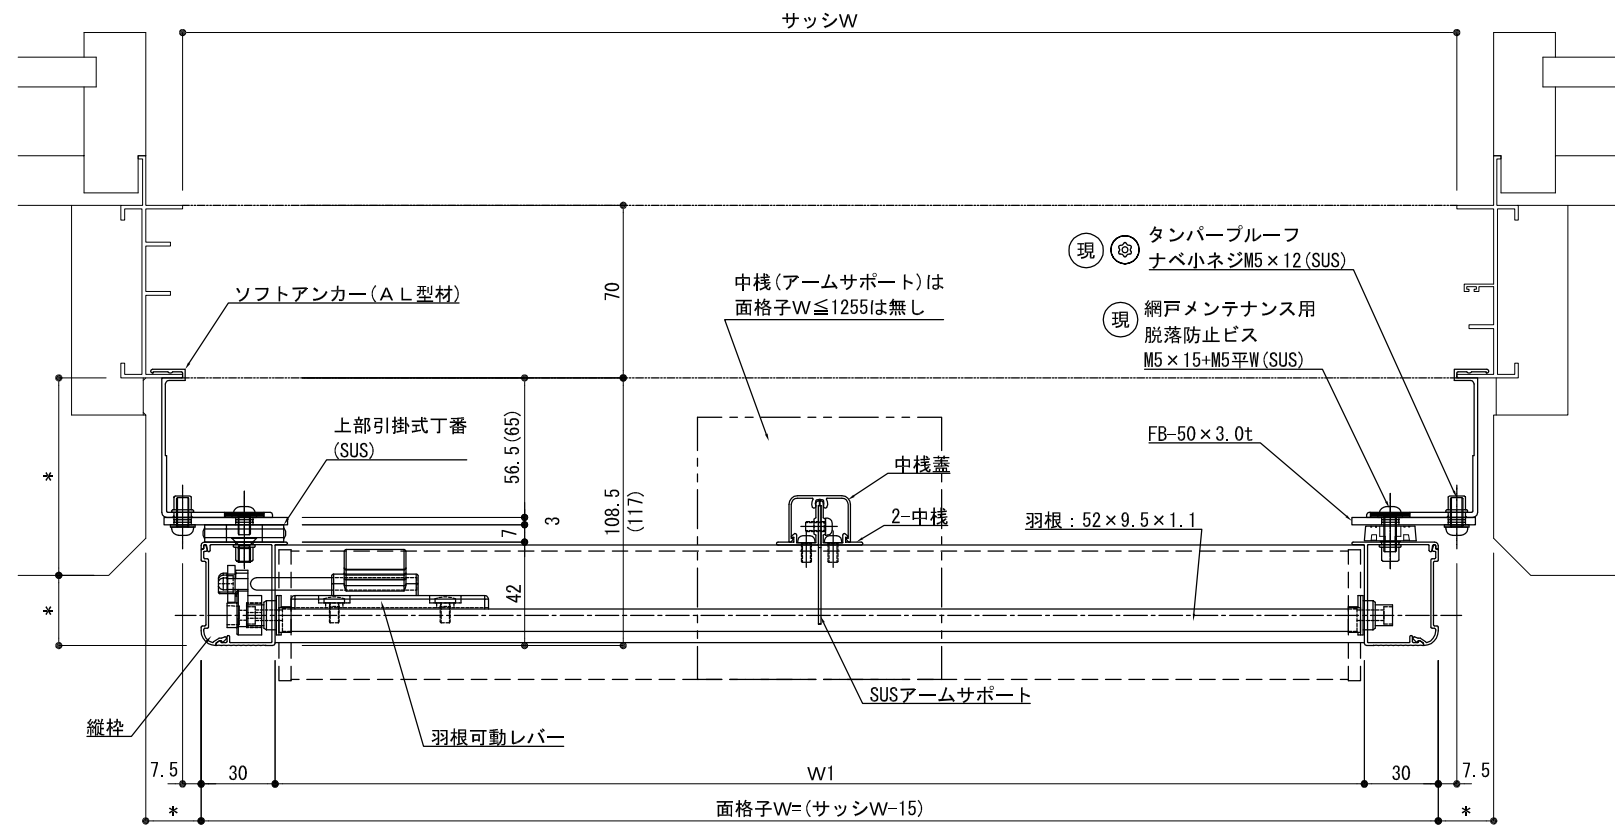 サッシW
現
タンパープルーフ
ナベ小ネジM5×12(SUS)
ソフトアンカー(AL型材)
中桟(アームサポート)は
面格子W≦1255は無し
70
現
網戸メンテナンス用
脱落防止ビス
M5×15+M5平W(SUS)
上部引掛式丁番
(SUS)
56.5(65)
FB-50×3.0t
*
中桟蓋
108.5
(117)
3
7
2-中桟
羽根：52×9.5×1.1
*
42
SUSアームサポート
縦枠
羽根可動レバー
7.5
30
W1
30
7.5
*
面格子W=(サッシW-15)
*